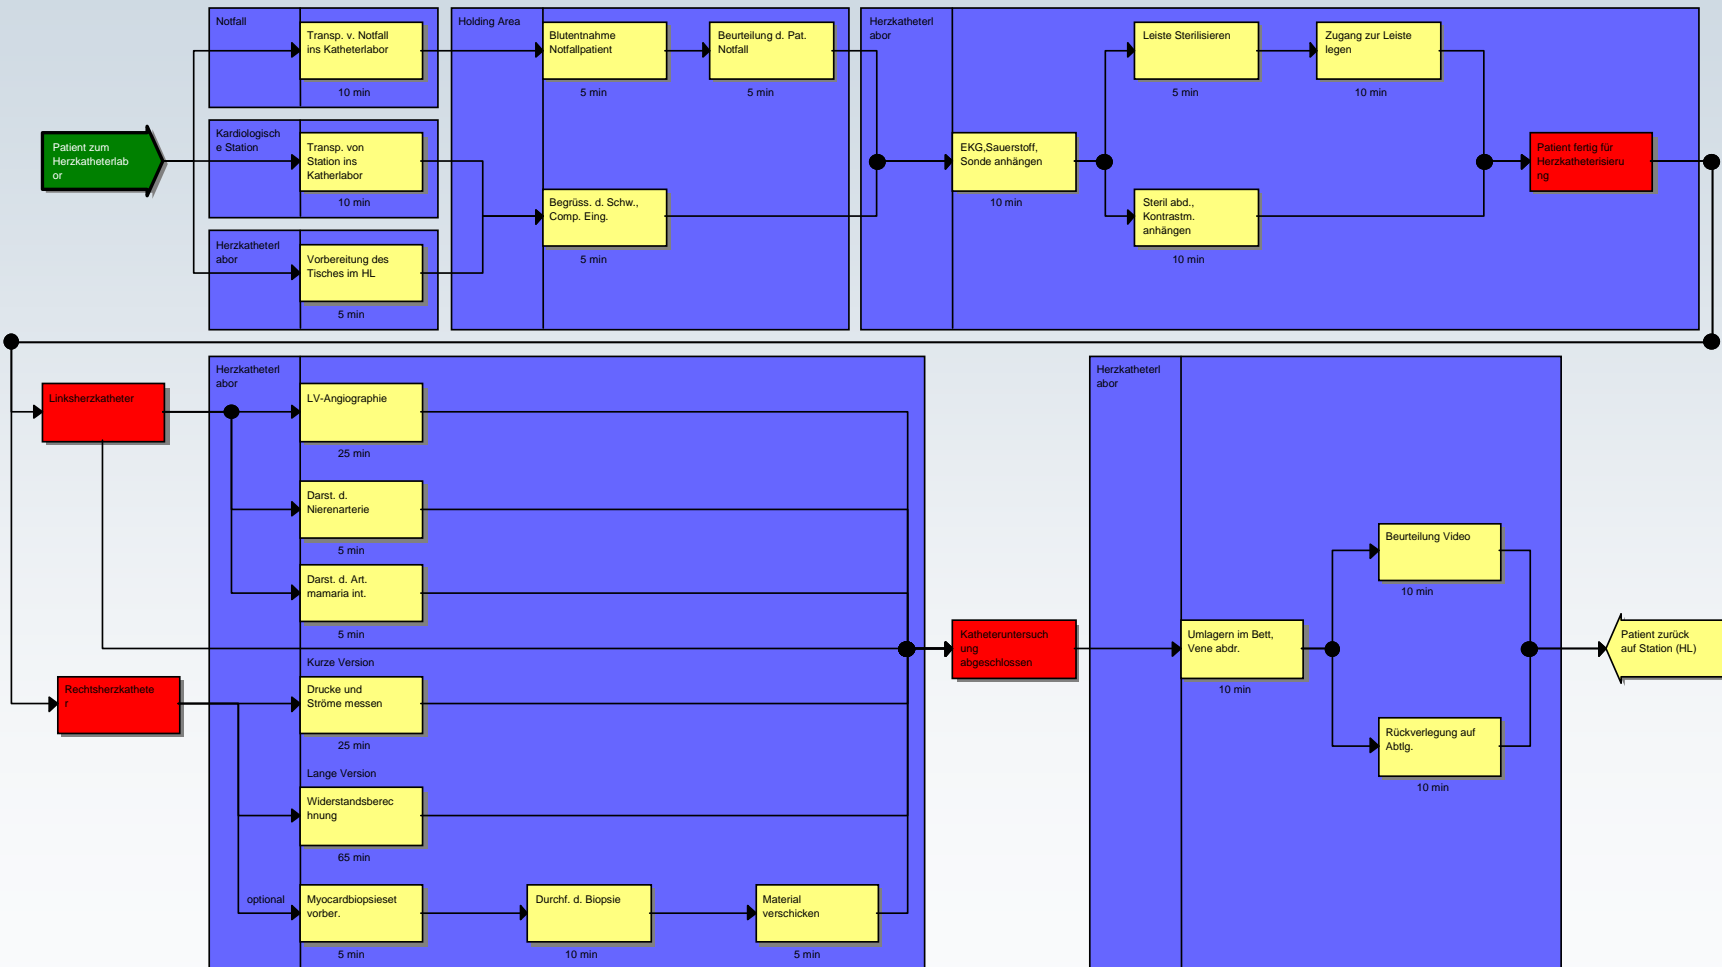 Notfall
Transp. v. Notfall
ins Katheterlabor
10 min
Holding Area
Blutentnahme
Notfallpatient
5 min
Beurteilung d. Pat.
Notfall
5 min
Herzkatheterl
abor
Leiste Sterilisieren
5 min
Zugang zur Leiste
legen
10 min
Patient zum
Herzkatheterlab
or
Kardiologisch
e Station
Transp. von
Station ins
Katherlabor
10 min
EKG,Sauerstoff,
Sonde anhängen
10 min
Patient fertig für
Herzkatheterisieru
ng
Begrüss. d. Schw.,
Comp. Eing.
5 min
Steril abd.,
Kontrastm.
anhängen
10 min
Herzkatheterl
abor
Vorbereitung des
Tisches im HL
5 min
Linksherzkatheter
Herzkatheterl
abor
LV-Angiographie
25 min
Darst. d.
Nierenarterie
5 min
Darst. d. Art.
mamaria int.
5 min
Kurze Version
Rechtsherzkathete
r
Drucke und
Ströme messen
25 min
Lange Version
Widerstandsberec
hnung
65 min
optional
Myocardbiopsieset
vorber.
5 min
Durchf. d. Biopsie
10 min
Material
verschicken
5 min
Katheteruntersuch
ung
abgeschlossen
Herzkatheterl
abor
Umlagern im Bett,
Vene abdr.
10 min
Beurteilung Video
10 min
Rückverlegung auf
Abtlg.
10 min
Patient zurück
auf Station (HL)